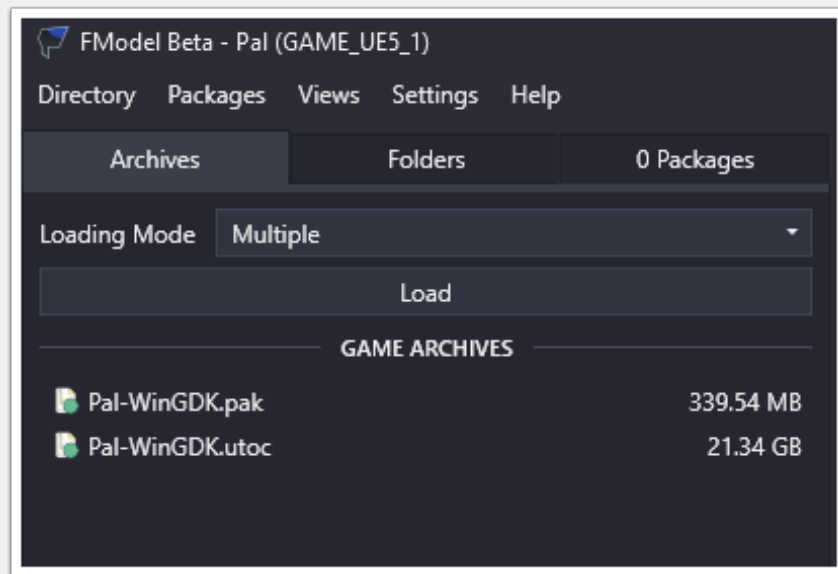 FModel Beta - Pal (GAME_UE5_1)
Directory Packages Views Settings Help
Archives Folders 0 Packages
Loading Mode Multiple
Load
GAME ARCHIVES
Pal-WinGDK.pak 339.54 MB
Pal-WinGDK.utoc 21.34 GB